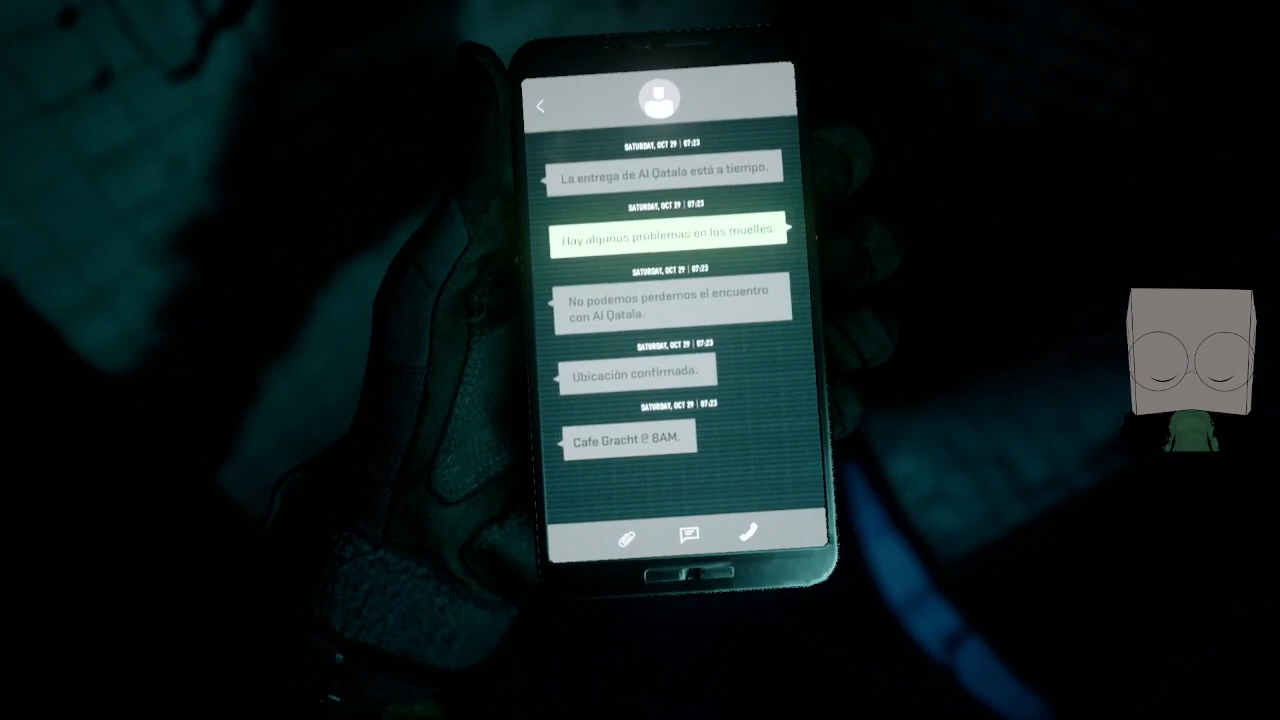 SATURDAY, OCT 29 | 07:23
La entrega de Al Qatala está a tiempo.
SATURDAY, OCT 29 | 07:23
Hay algunos problemas en los muelles.
SATURDAY, OCT 29 | 07:23
No podemos perdernos el encuentro
con Al Qatala.
SATURDAY, OCT 29 | 07:23
Ubicación confirmada.
SATURDAY, OCT 29 | 07:23
Cafe Gracht @ 8AM.